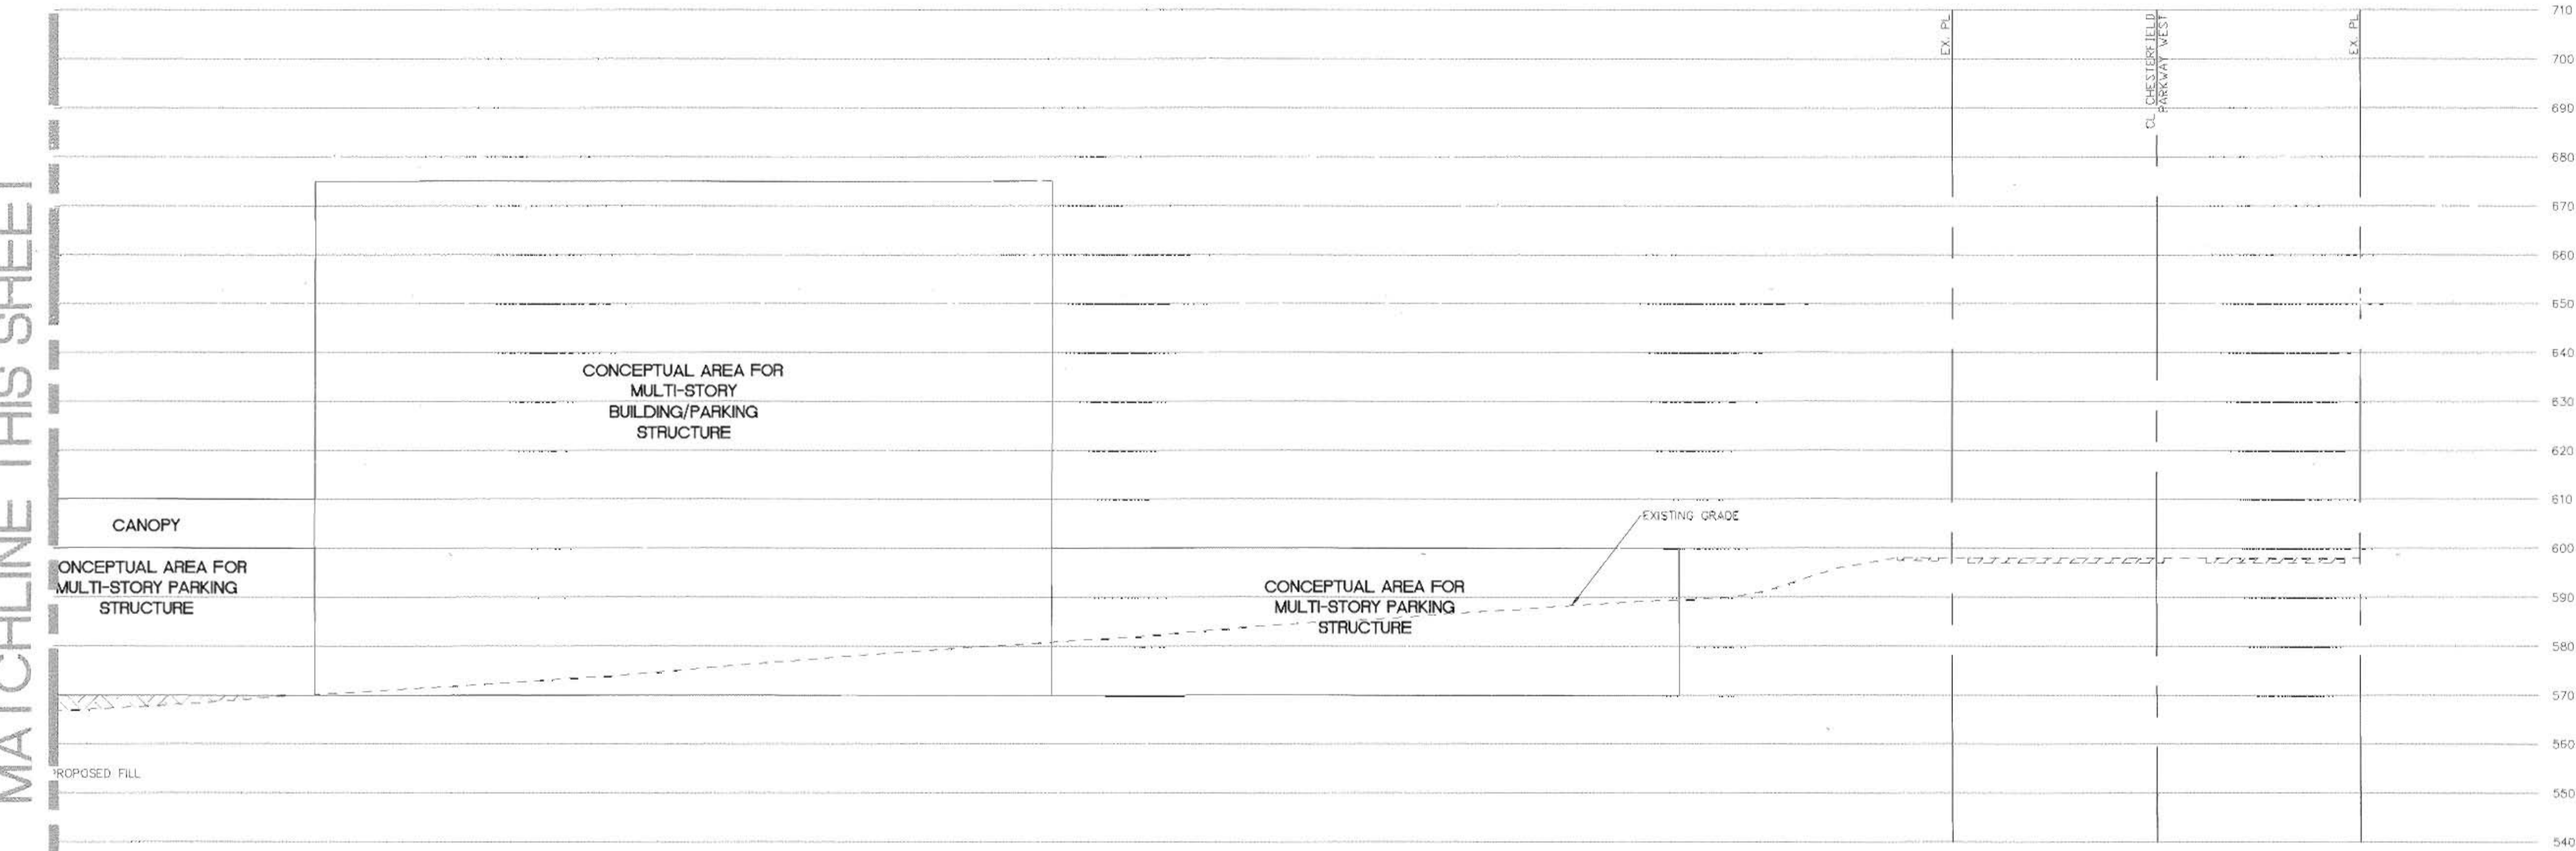 MATCHLINE THIS SHEET
EX. PL
CL CHESTERFIELD
PARKWAY WEST
EX. PL
710
700
690
680
670
660
650
640
630
620
610
600
590
580
570
560
550
540
CONCEPTUAL AREA FOR
MULTI-STORY
BUILDING/PARKING
STRUCTURE
CANOPY
ONCEPTUAL AREA FOR
MULTI-STORY PARKING
STRUCTURE
EXISTING GRADE
CONCEPTUAL AREA FOR
MULTI-STORY PARKING
STRUCTURE
ROPOSED FILL